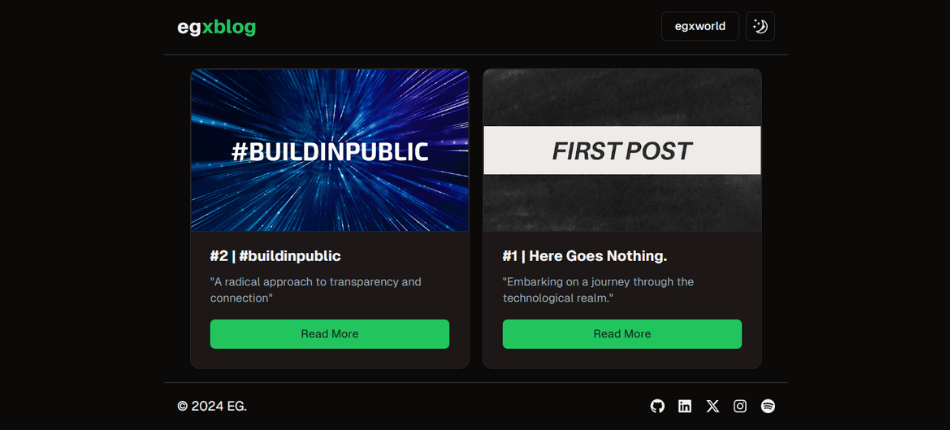 egxblog
egxworld
#BUILDINPUBLIC
#2 | #buildinpublic
"A radical approach to transparency and
connection"
Read More
FIRST POST
#1 | Here Goes Nothing.
"Embarking on a journey through the
technological realm."
Read More
© 2024 EG.